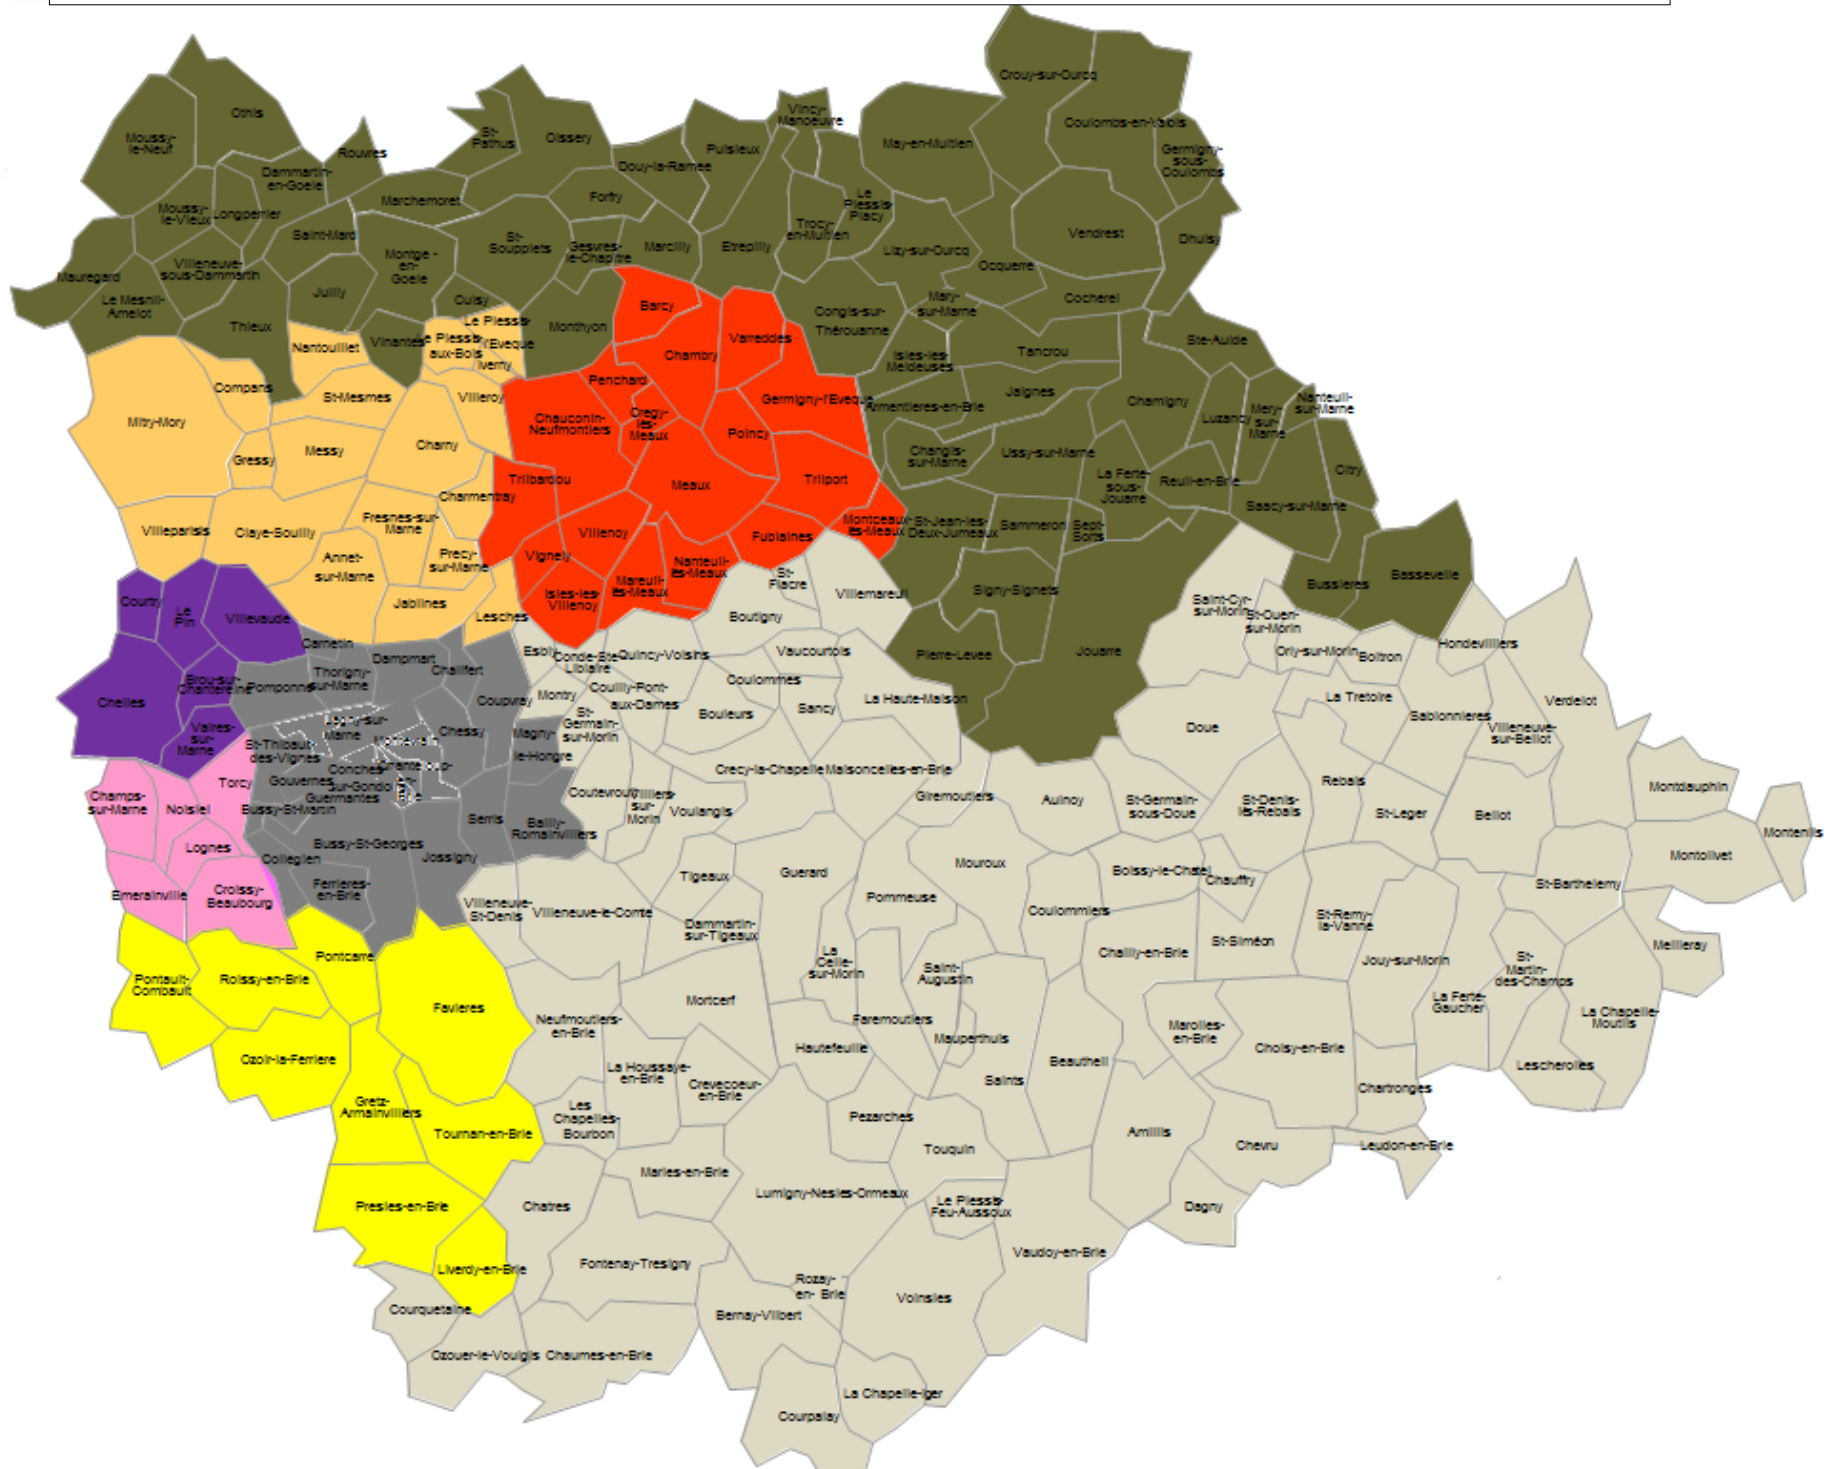 Crouy-sur-Ourcq
Othis
Vincy-
Manoeuvre
Coulombs-en-Valois
Moussy-
le-Neuf
St-
Pathus
Oissery
May-en-Multien
Puisieux
Rouvres
Germigny-
sous-
Coulombs
Douy-la-Ramee
Dammartin-
en-Goele
Marchemoret
Forfry
Le
Plessis-
Placy
Moussy-
le-Vieux
Longperrier
Trocy-
en-Multien
Saint-Mard
St-
Soupplets
Gesvres-
le-Chapitre
Marcilly
Etrepilly
Lizy-sur-Ourcq
Vendrest
Dhuisy
Montge -
en-
Goele
Ocquerre
Mauregard
Villeneuve-
sous-Dammartin
Juilly
Cuisy
Le Mesnil-
Amelot
Barcy
Congis-sur-
Thérouanne
Mary-
sur-Marne
Cocherel
Thieux
Le Plessis-
l'Eveque
Monthyon
Nantouillet
Vinantes
Le Plessis-
aux-Bois
Iverny
Chambry
Varreddes
Isles-les-
Meldeuses
Tancrou
Ste-Aulde
Compans
St-Mesmes
Villeroy
Penchard
Germigny-l'Eveque
Armentieres-en-Brie
Jaignes
Chamigny
Nanteuil-
sur-Marne
Mitry-Mory
Chauconin-
Neufmontiers
Cregy-
les-
Meaux
Poincy
Luzancy
Mery-
sur-
Marne
Gressy
Messy
Charny
Changis-
sur-Marne
Ussy-sur-Marne
Citry
Trilbardou
Meaux
Trilport
La Ferte-
sous-
Jouarre
Reuil-en-Brie
Charmentray
Saacy-sur-Marne
Villeparisis
Claye-Souilly
Fresnes-sur-
Marne
Villenoy
Fublaines
Montceaux-
les-Meaux
St-Jean-les-
Deux-Jumeaux
Sammeron
Sept-
Sorts
Annet-
sur-Marne
Precy-
sur-Marne
Vignely
Nanteuil-
les-Meaux
St-
Fiacre
Bussieres
Bassevelle
Courtry
Le
Pin
Villevaude
Jablines
Lesches
Isles-les-
Villenoy
Mareuil-
les-Meaux
Boutigny
Villemareuil
Signy-Signets
Saint-Cyr-
sur-Morin
St-Ouen-
sur-Morin
Carnetin
Dampmart
Chalifert
Esbly
Conde-Ste-
Libiaire
Quincy-Voisins
Vaucourtois
Pierre-Levee
Jouarre
Orly-sur-Morin
Boitron
Hondevilliers
Chelles
Brou-sur-
Chantereine
Pomponne
Thorigny-
sur-Marne
Coupvray
Montry
Couilly-Pont-
aux-Dames
Coulommes
Bouleurs
Sancy
La Haute-Maison
La Tretoire
Sablonnieres
Verdelot
Vaires-
sur-
Marne
Lagny-sur-
Marne
Chessy
Magny-
le-Hongre
St-
Germain-
sur-Morin
Doue
Villeneuve-
sur-Bellot
St-Thibaut-
des-Vignes
Torcy
Gouvernes
Conches-
sur-Gondo
Guermantes
Crecy-la-Chapelle
Maisoncelles-en-Brie
Rebais
Montdauphin
Champs-
sur-Marne
Noisiel
Bussy-St-Martin
Coutevroult
Villiers-
sur-
Morin
Voulangis
Giremoutiers
Aulnoy
St-Germain-
sous-Doue
St-Denis-
lès-Rebais
St-Leger
Bellot
Montenils
Lognes
Collegien
Bussy-St-Georges
Jossigny
Serris
Bailly-
Romainvilliers
Montolivet
Emerainville
Croissy-
Beaubourg
Ferrieres-
en-Brie
Tigeaux
Guerard
Mouroux
Boissy-le-Chatel
Chauffry
St-Barthelemy
Villeneuve-
St-Denis
Villeneuve-le-Comte
Dammartin-
sur-Tigeaux
Pommeuse
Coulommiers
St-Siméon
St-Remy-
la-Vanne
Pontcarre
Chailly-en-Brie
Jouy-sur-Morin
Meilleray
Pontault-
Combault
Roissy-en-Brie
Favieres
La
Celle-
sur-Morin
Saint-
Augustin
St-
Martin-
des-Champs
Mortcerf
La Ferte-
Gaucher
La Chapelle-
Moutils
Ozoir-la-Ferriere
Neufmoutiers-
en-Brie
Faremoutiers
Mauperthuis
Marolles-
en-Brie
Choisy-en-Brie
Hautefeuille
Beautheil
Lescherolles
La Houssaye-
en-Brie
Crevecoeur-
en-Brie
Saints
Chartronges
Gretz-
Armainvilliers
Les
Chapelles-
Bourbon
Pezarches
Tournan-en-Brie
Touquin
Amillis
Chevru
Leudon-en-Brie
Marles-en-Brie
Presles-en-Brie
Chatres
Lumigny-Nesles-Ormeaux
Le Plessis-
Feu-Aussoux
Dagny
Vaudoy-en-Brie
Liverdy-en-Brie
Fontenay-Tresigny
Rozay-
en- Brie
Voinsles
Courquetaine
Bernay-Vilbert
Ozouer-le-Voulgis
Chaumes-en-Brie
La Chapelle-Iger
Courpalay